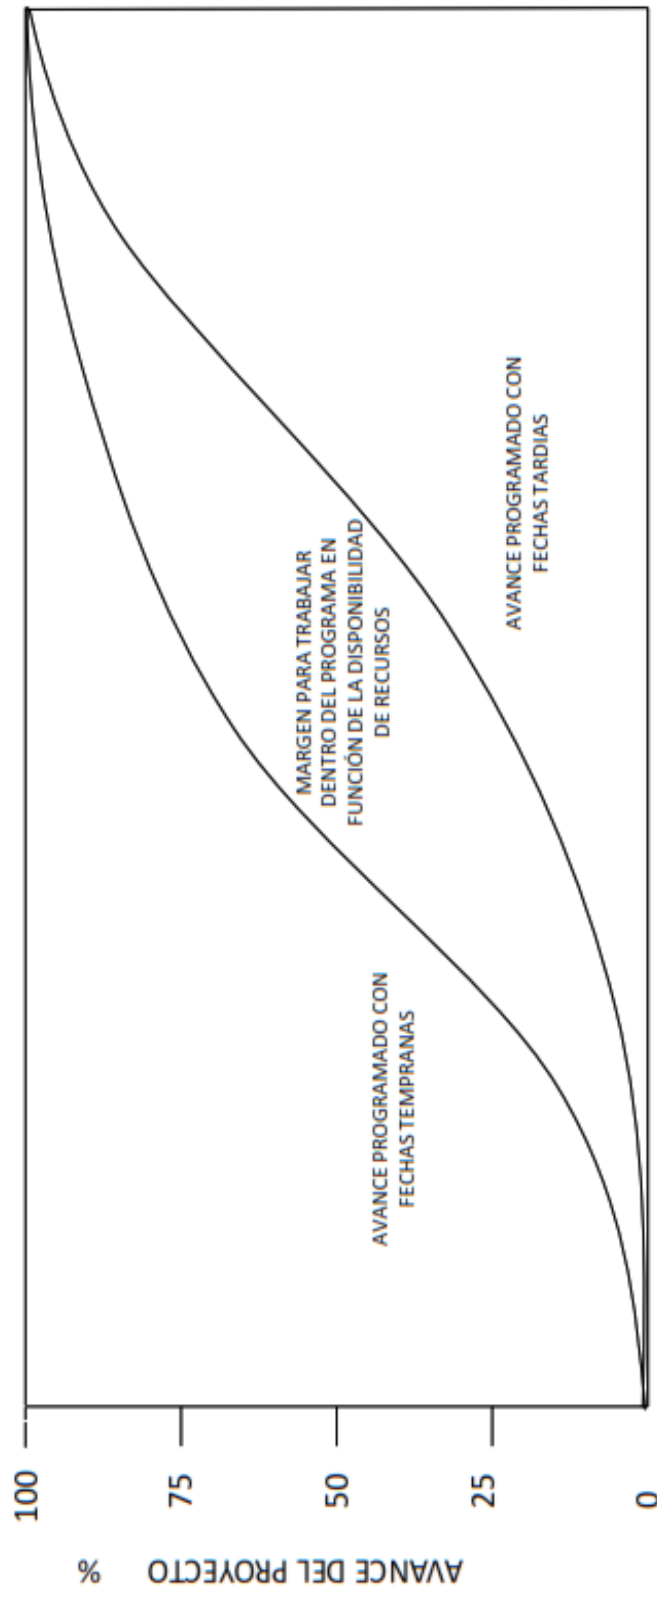 100
75
50
25
0
AVANCE DEL PROYECTO %
AVANCE PROGRAMADO CON
FECHAS TEMPRANAS
MARGEN PARA TRABAJAR
DENTRO DEL PROGRAMA EN
FUNCIÓN DE LA DISPONIBILIDAD
DE RECURSOS
AVANCE PROGRAMADO CON
FECHAS TARDIAS